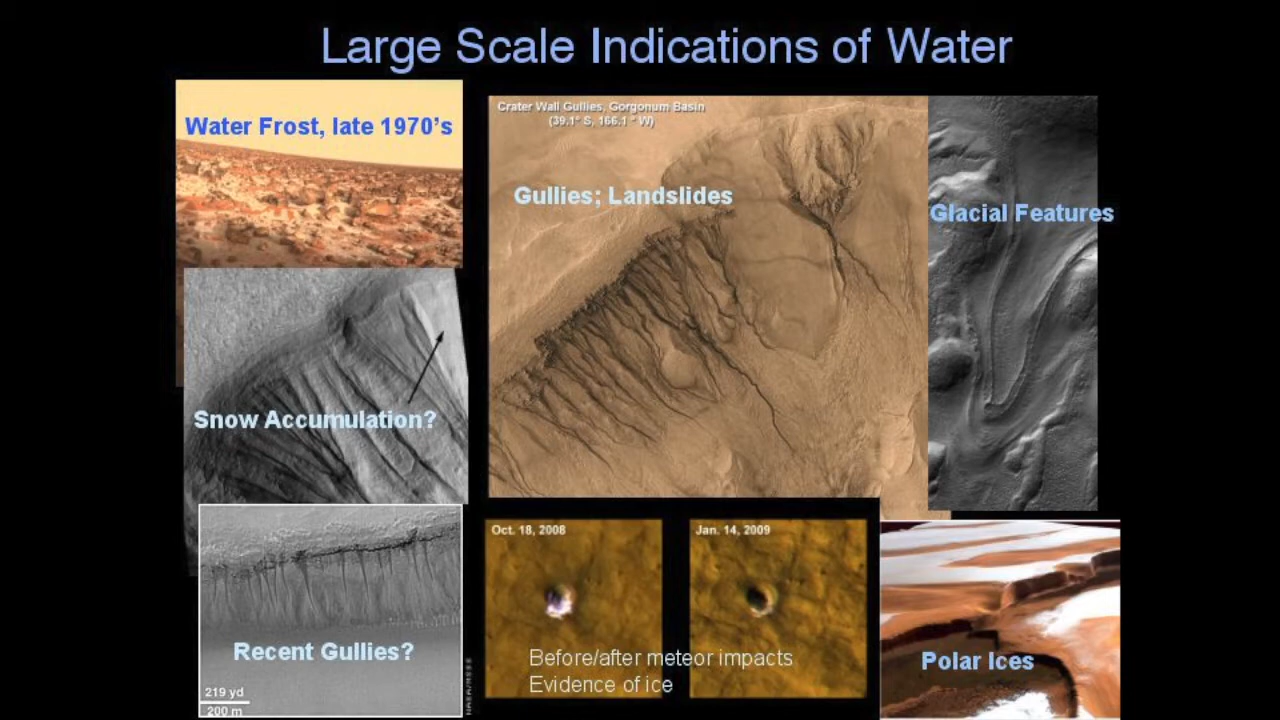 Large Scale Indications of Water
Water Frost, late 1970's
Crater Wall Gullies, Gorgonum Basin
(39.1° S, 166.1 ° W)
Gullies; Landslides
Glacial Features
Snow Accumulation?
Recent Gullies?
219 yd
200 m
Oct. 18, 2008
Jan. 14, 2009
Before/after meteor impacts
Evidence of ice
Polar Ices